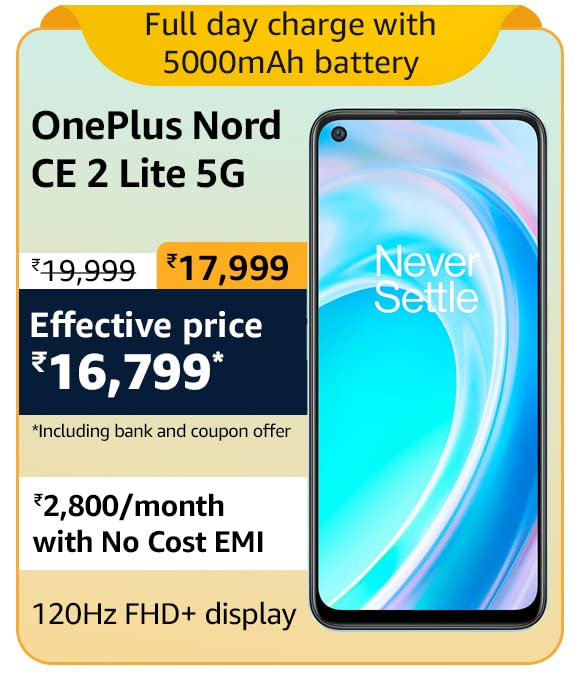 Full day charge with
5000mAh battery
OnePlus Nord
CE 2 Lite 5G
₹19,999 ₹17,999
Effective price
₹16,799*
*Including bank and coupon offer
₹2,800/month
with No Cost EMI
120Hz FHD+ display
Never
Settle